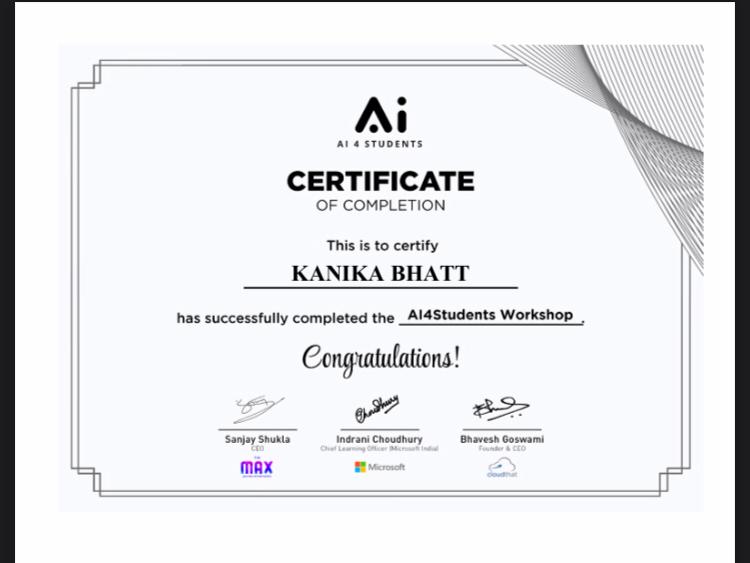 Ai
AI 4 STUDENTS
CERTIFICATE
OF COMPLETION
This is to certify
KANIKA BHATT
has successfully completed the AI4Students Workshop .
Congratulations!
Sanjay Shukla Indrani Choudhury Bhavesh Goswami
CEO Chief Learning Officer (Microsoft India) Founder & CEO
THE
MAX Microsoft cloudthat